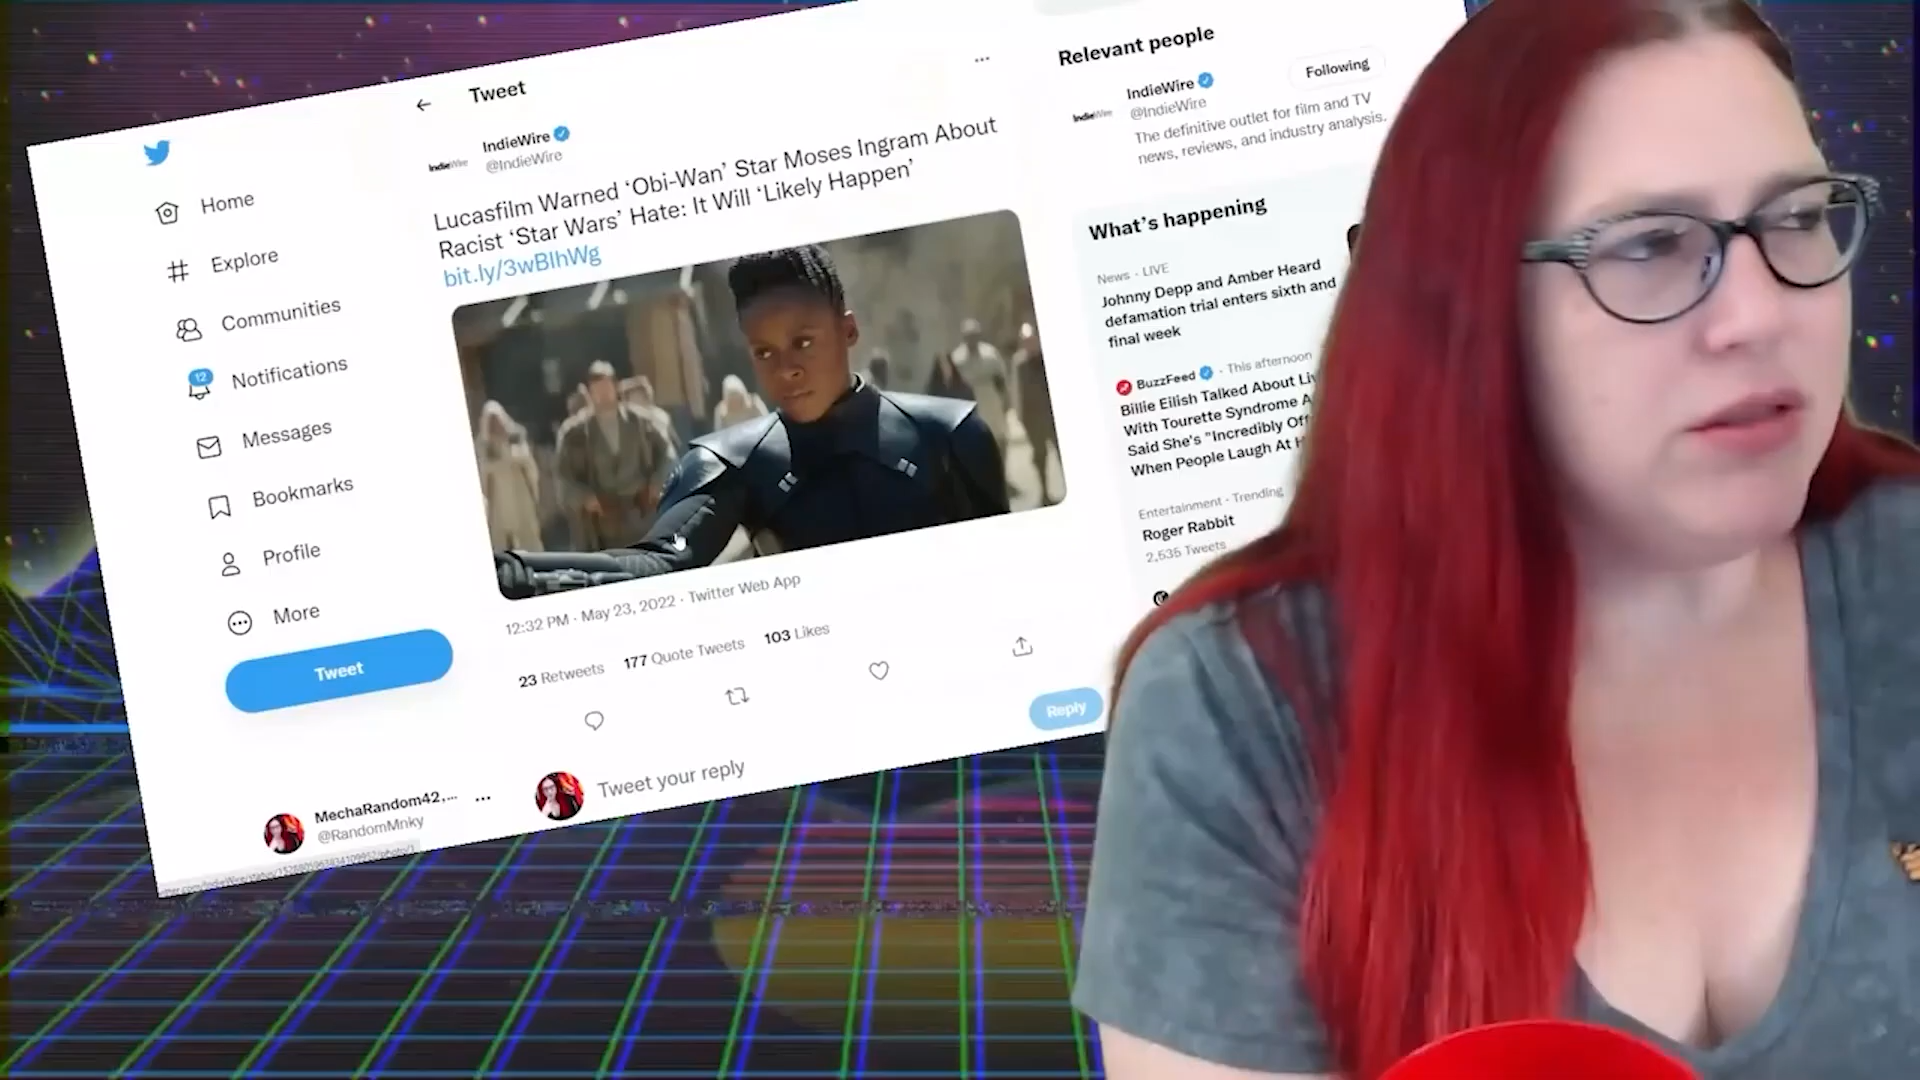 Home
Explore
Communities
12
Notifications
Messages
Bookmarks
Profile
More
Tweet
MechaRandom42,... ...
@RandomMnky
Tweet
IndieWire
IndieWire
@IndieWire
Lucasfilm Warned ‘Obi-Wan’ Star Moses Ingram About
Racist ‘Star Wars’ Hate: It Will ‘Likely Happen’
bit.ly/3wBlhWg
12:32 PM · May 23, 2022 · Twitter Web App
23 Retweets 177 Quote Tweets 103 Likes
Tweet your reply
Reply
Relevant people
IndieWire
IndieWire
@IndieWire
Following
The definitive outlet for film and TV
news, reviews, and industry analysis.
What’s happening
News · LIVE
Johnny Depp and Amber Heard
defamation trial enters sixth and
final week
BuzzFeed · This afternoon
Billie Eilish Talked About
With Tourette Syndrome
Said She's "Incredibly
When People Laugh At
Entertainment · Trending
Roger Rabbit
2,535 Tweets